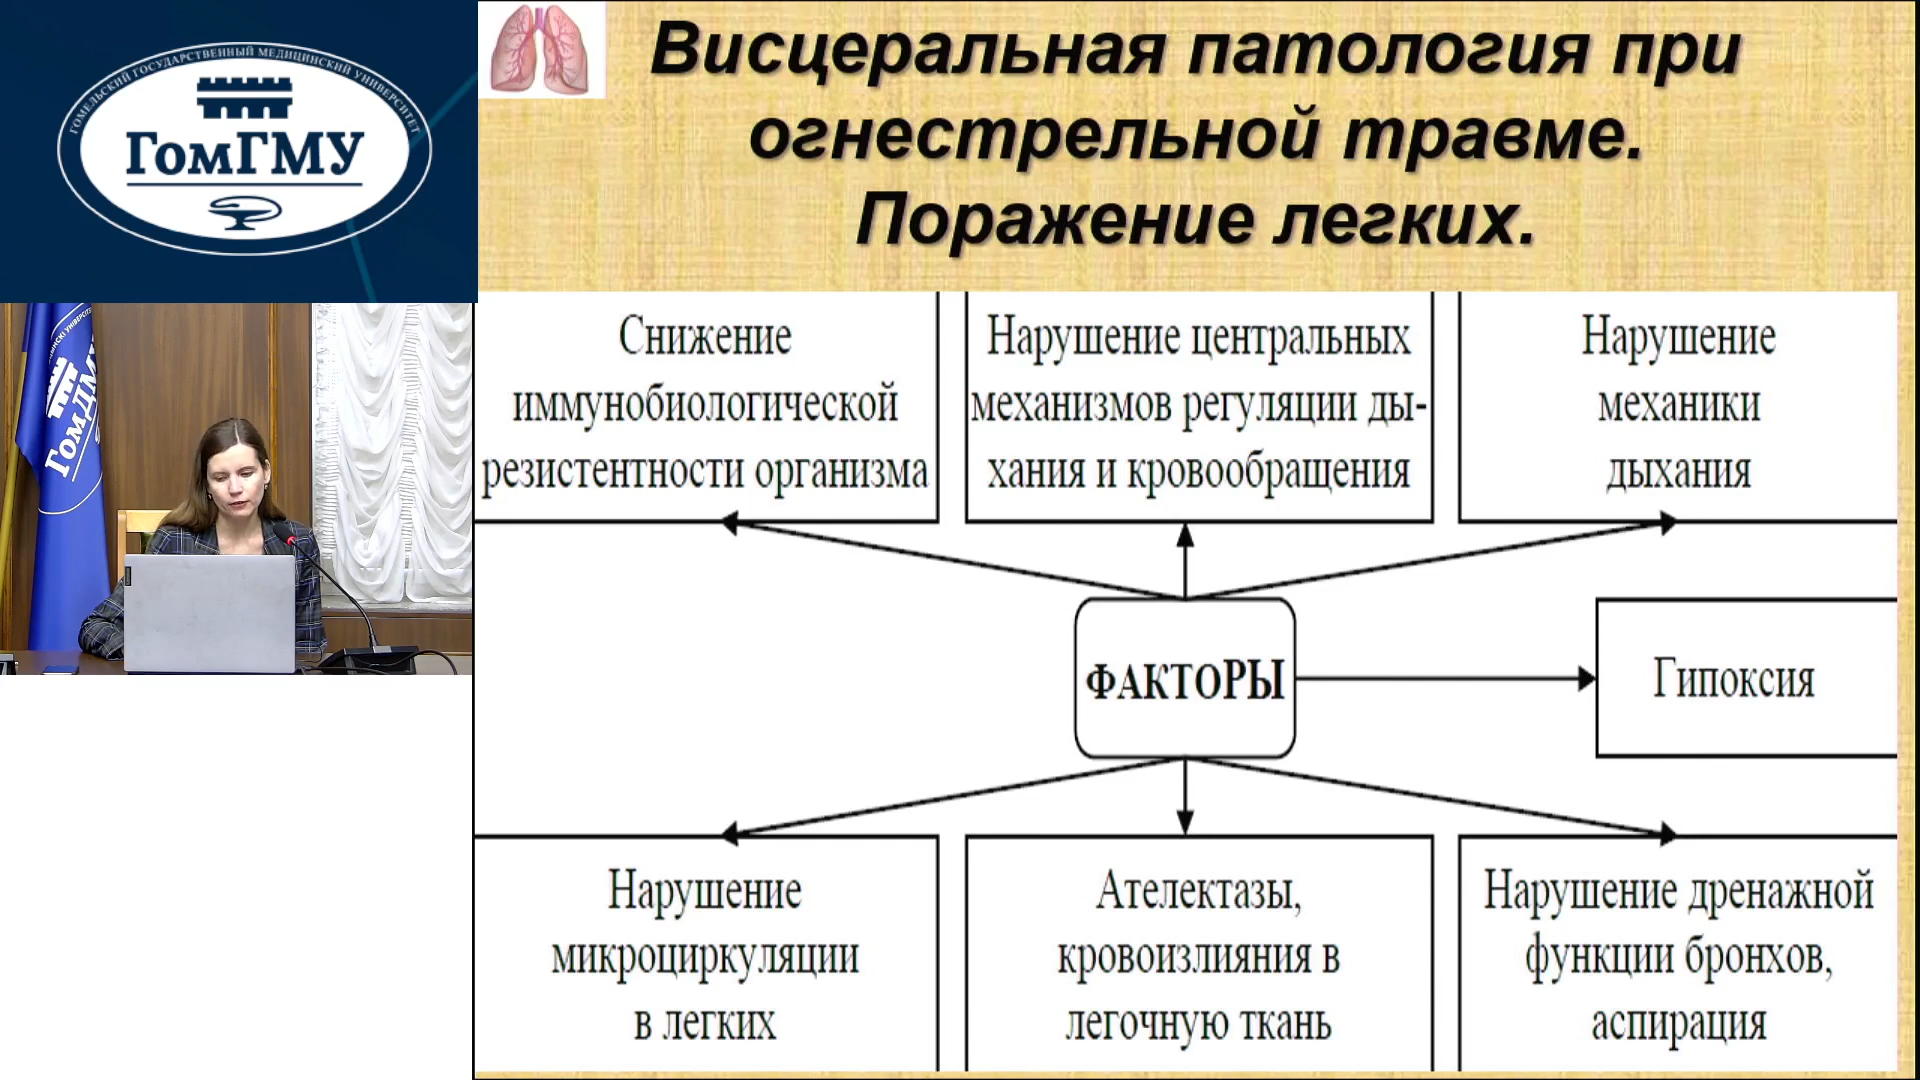 ГОМЕЛЬСКИЙ ГОСУДАРСТВЕННЫЙ МЕДИЦИНСКИЙ УНИВЕРСИТЕТ
ГомГМУ
ГомДМУ
Висцеральная патология при
огнестрельной травме.
Поражение легких.
Снижение
иммунобиологической
резистентности организма
Нарушение центральных
механизмов регуляции ды-
хания и кровообращения
Нарушение
механики
дыхания
ФАКТОРЫ
Гипоксия
Нарушение
микроциркуляции
в легких
Ателектазы,
кровоизлияния в
легочную ткань
Нарушение дренажной
функции бронхов,
аспирация